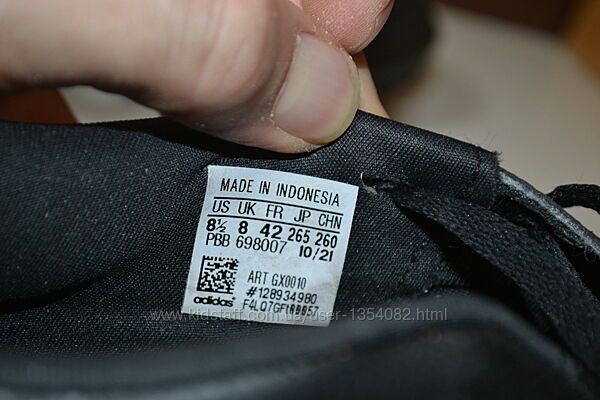 MADE IN INDONESIA
US UK FR JP CHN
8½ 8 42 265 260
PBB 698007 10/21
ART GX0010
#128934980
adidas
www.kidstaff.com.ua/user-1354082.html